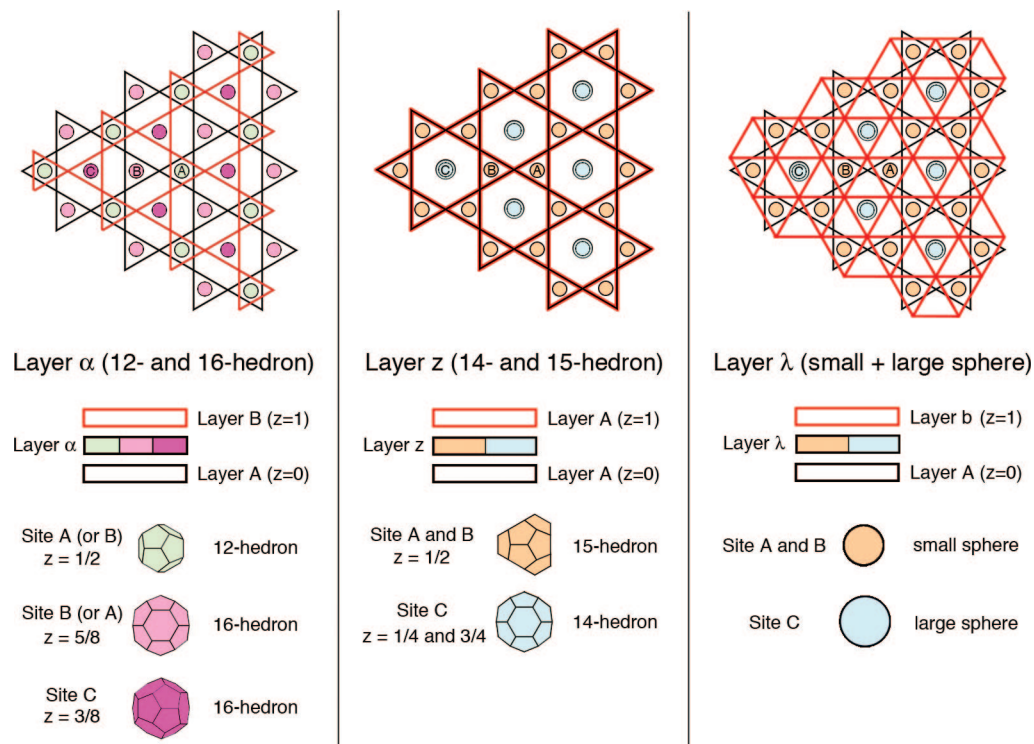 C
B
A
Layer α (12- and 16-hedron)
Layer B (z=1)
Layer α
Layer A (z=0)
Site A (or B)
z = 1/2
12-hedron
Site B (or A)
z = 5/8
16-hedron
Site C
z = 3/8
16-hedron
C
B
A
Layer z (14- and 15-hedron)
Layer A (z=1)
Layer z
Layer A (z=0)
Site A and B
z = 1/2
15-hedron
Site C
z = 1/4 and 3/4
14-hedron
C
B
A
Layer λ (small + large sphere)
Layer b (z=1)
Layer λ
Layer A (z=0)
Site A and B
small sphere
Site C
large sphere